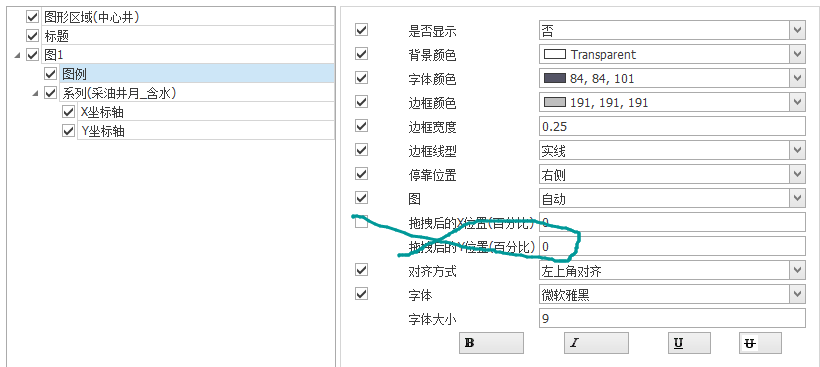 图形区域(中心井)
标题
图1
图例
系列(采油井月_含水)
X坐标轴
Y坐标轴
是否显示 否
背景颜色 Transparent
字体颜色 84, 84, 101
边框颜色 191, 191, 191
边框宽度 0.25
边框线型 实线
停靠位置 右侧
图 自动
拖拽后的X位置(百分比) 0
拖拽后的Y位置(百分比) 0
对齐方式 左上角对齐
字体 微软雅黑
字体大小 9
B I U U